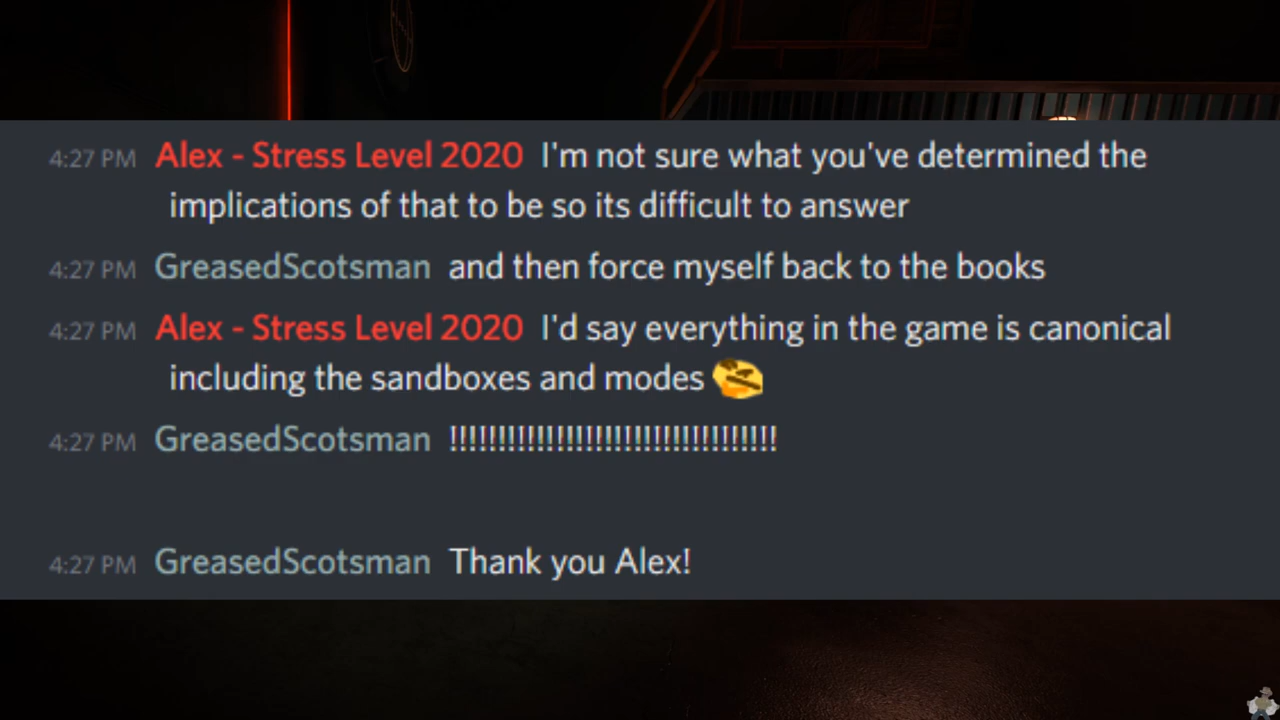 4:27 PM Alex - Stress Level 2020 I'm not sure what you've determined the
implications of that to be so its difficult to answer
4:27 PM GreasedScotsman and then force myself back to the books
4:27 PM Alex - Stress Level 2020 I'd say everything in the game is canonical
including the sandboxes and modes
4:27 PM GreasedScotsman !!!!!!!!!!!!!!!!!!!!!!!!!!!!!!!!!!
4:27 PM GreasedScotsman Thank you Alex!